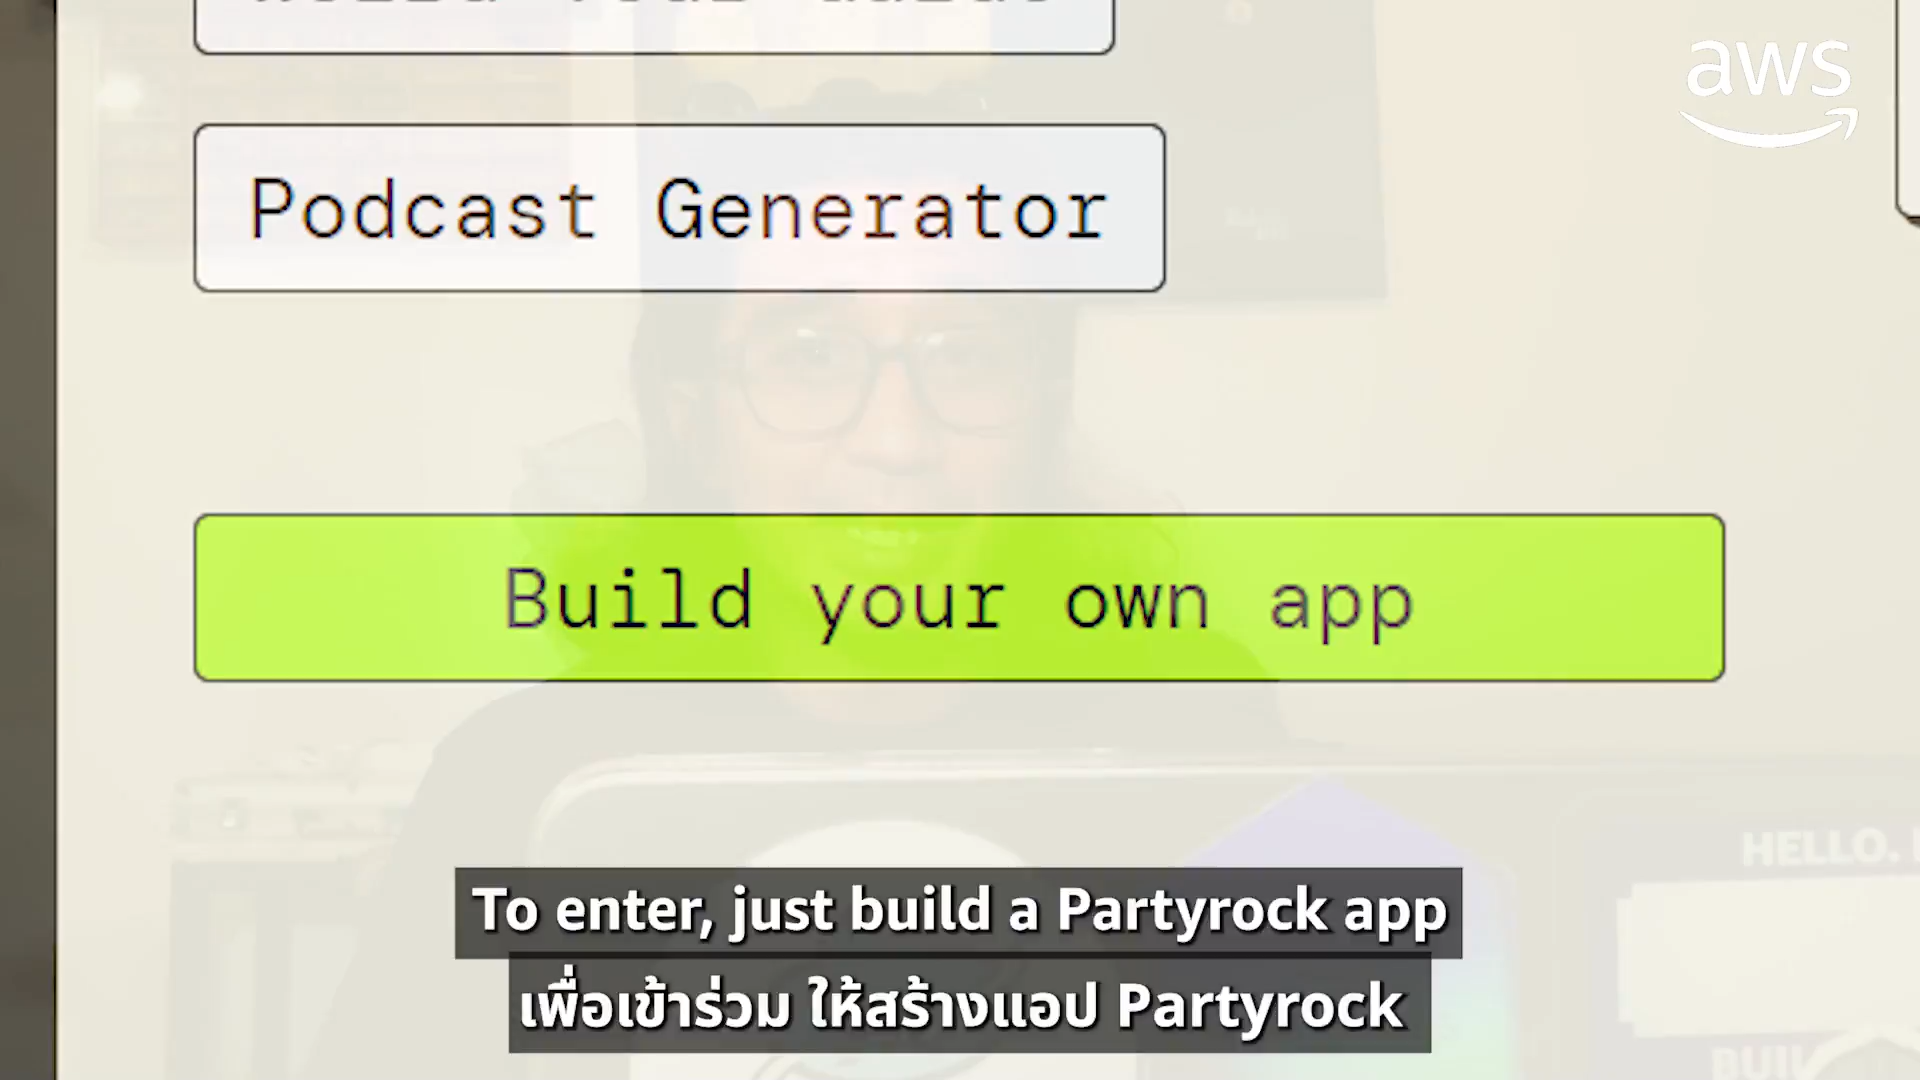 aws
Podcast Generator
Build your own app
HELLO.
To enter, just build a Partyrock app
เพื่อเข้าร่วม ให้สร้างแอป Partyrock